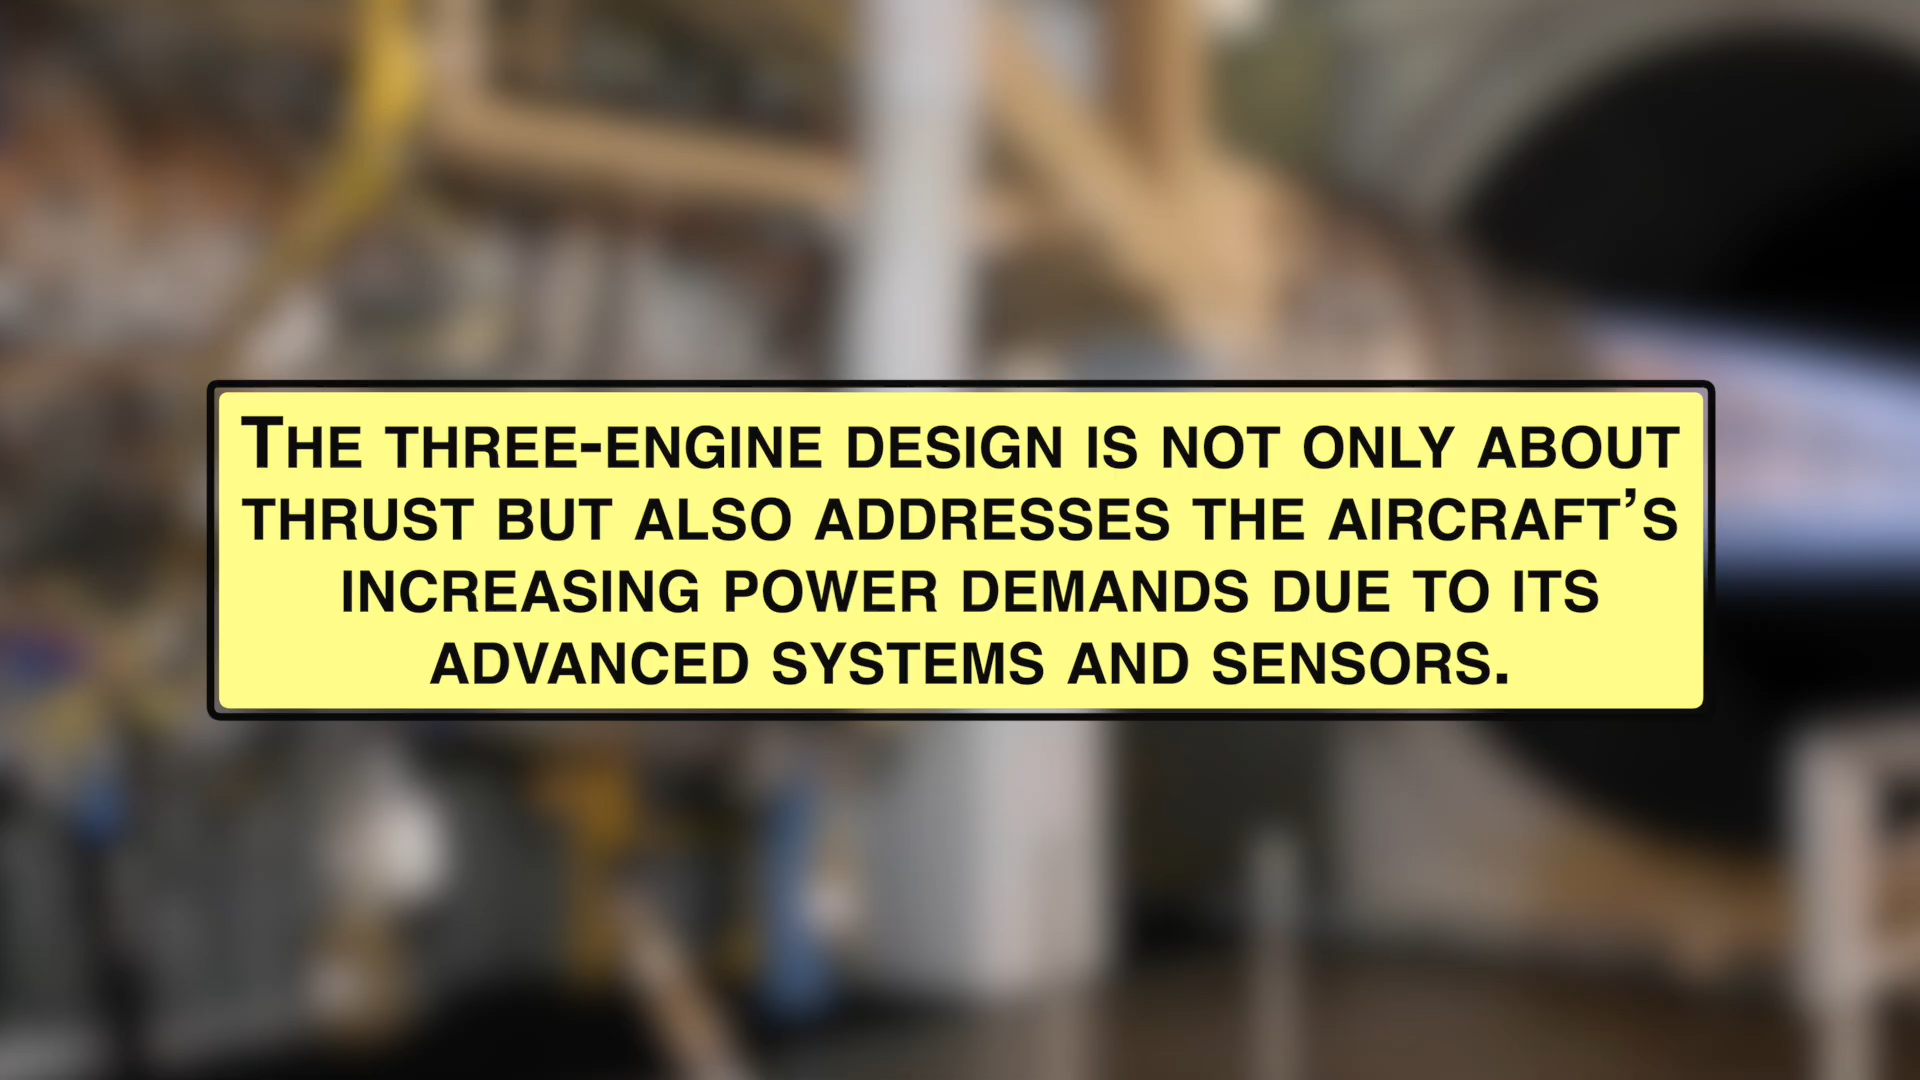 The three-engine design is not only about
thrust but also addresses the aircraft’s
increasing power demands due to its
advanced systems and sensors.